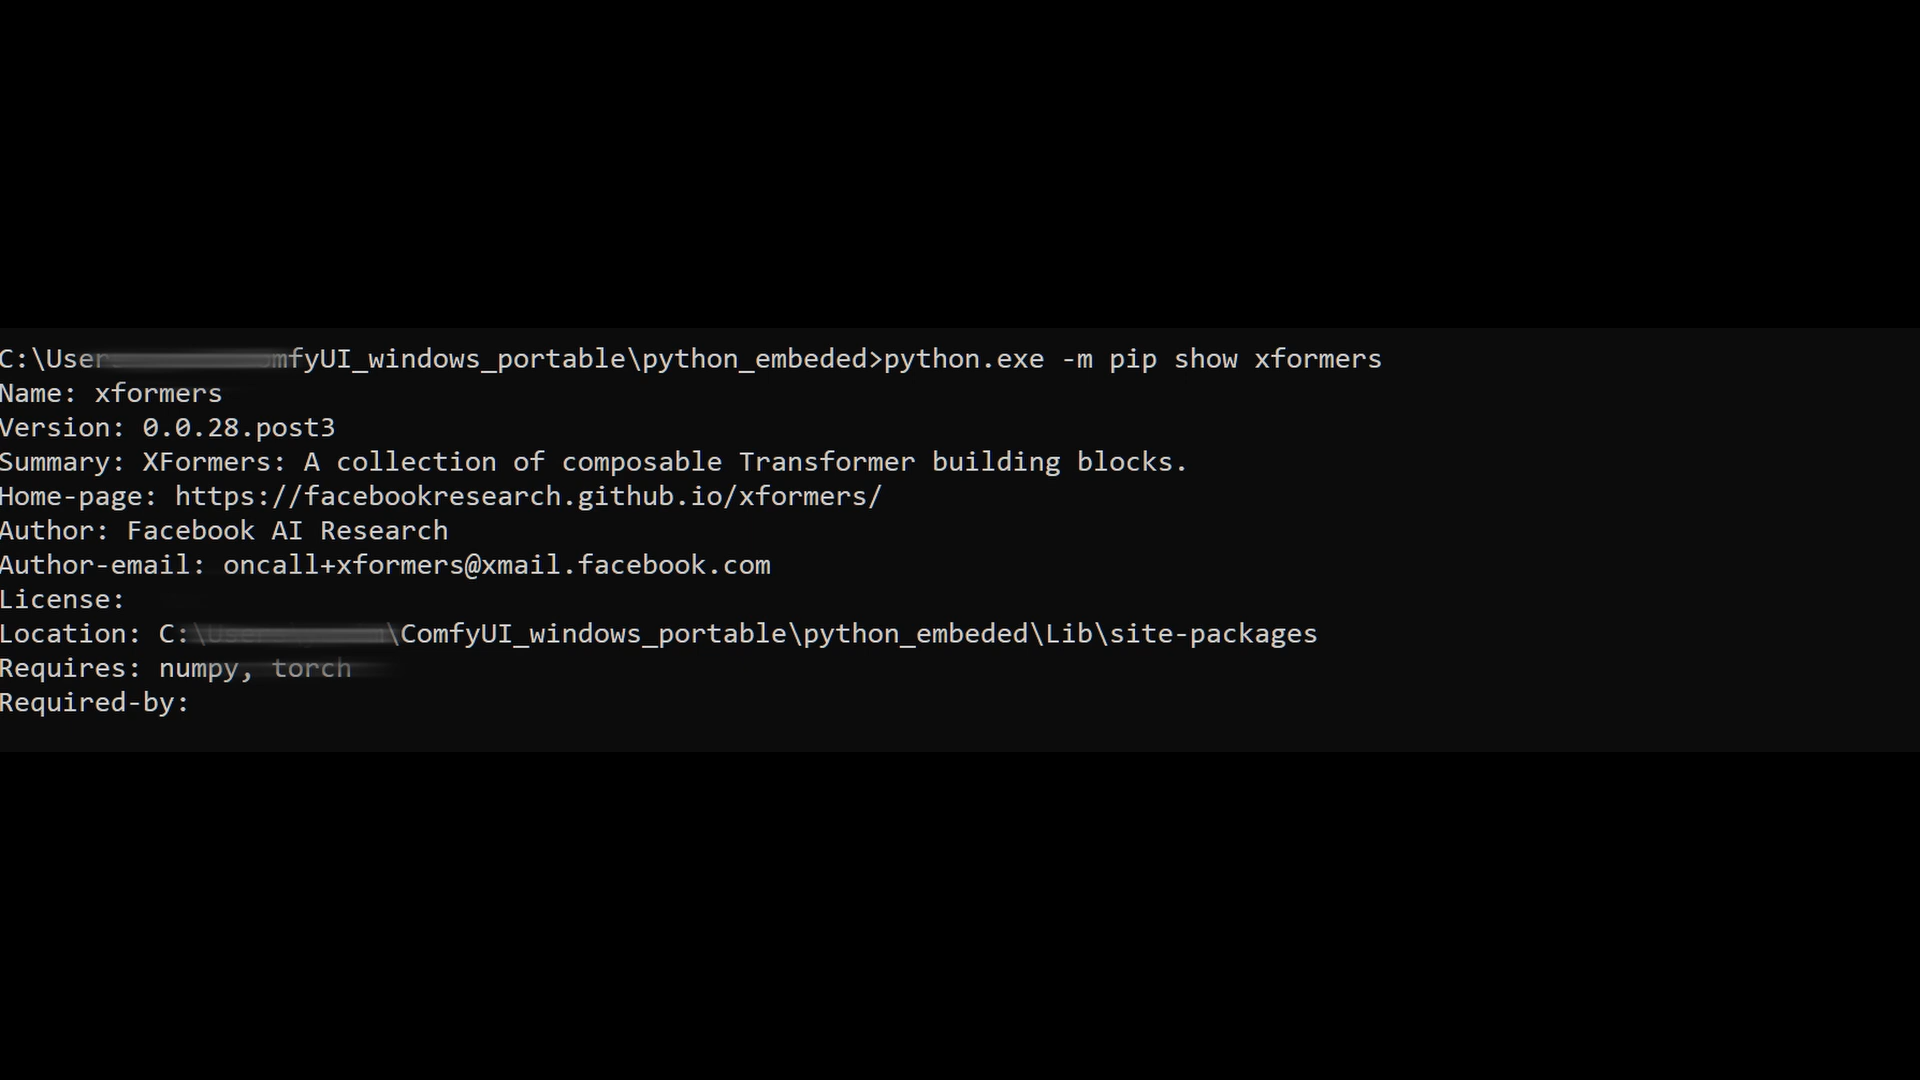 C:\User mfyUI_windows_portable\python_embeded>python.exe -m pip show xformers
Name: xformers
Version: 0.0.28.post3
Summary: XFormers: A collection of composable Transformer building blocks.
Home-page: https://facebookresearch.github.io/xformers/
Author: Facebook AI Research
Author-email: oncall+xformers@xmail.facebook.com
License:
Location: C:\Users\ \ComfyUI_windows_portable\python_embeded\Lib\site-packages
Requires: numpy, torch
Required-by: